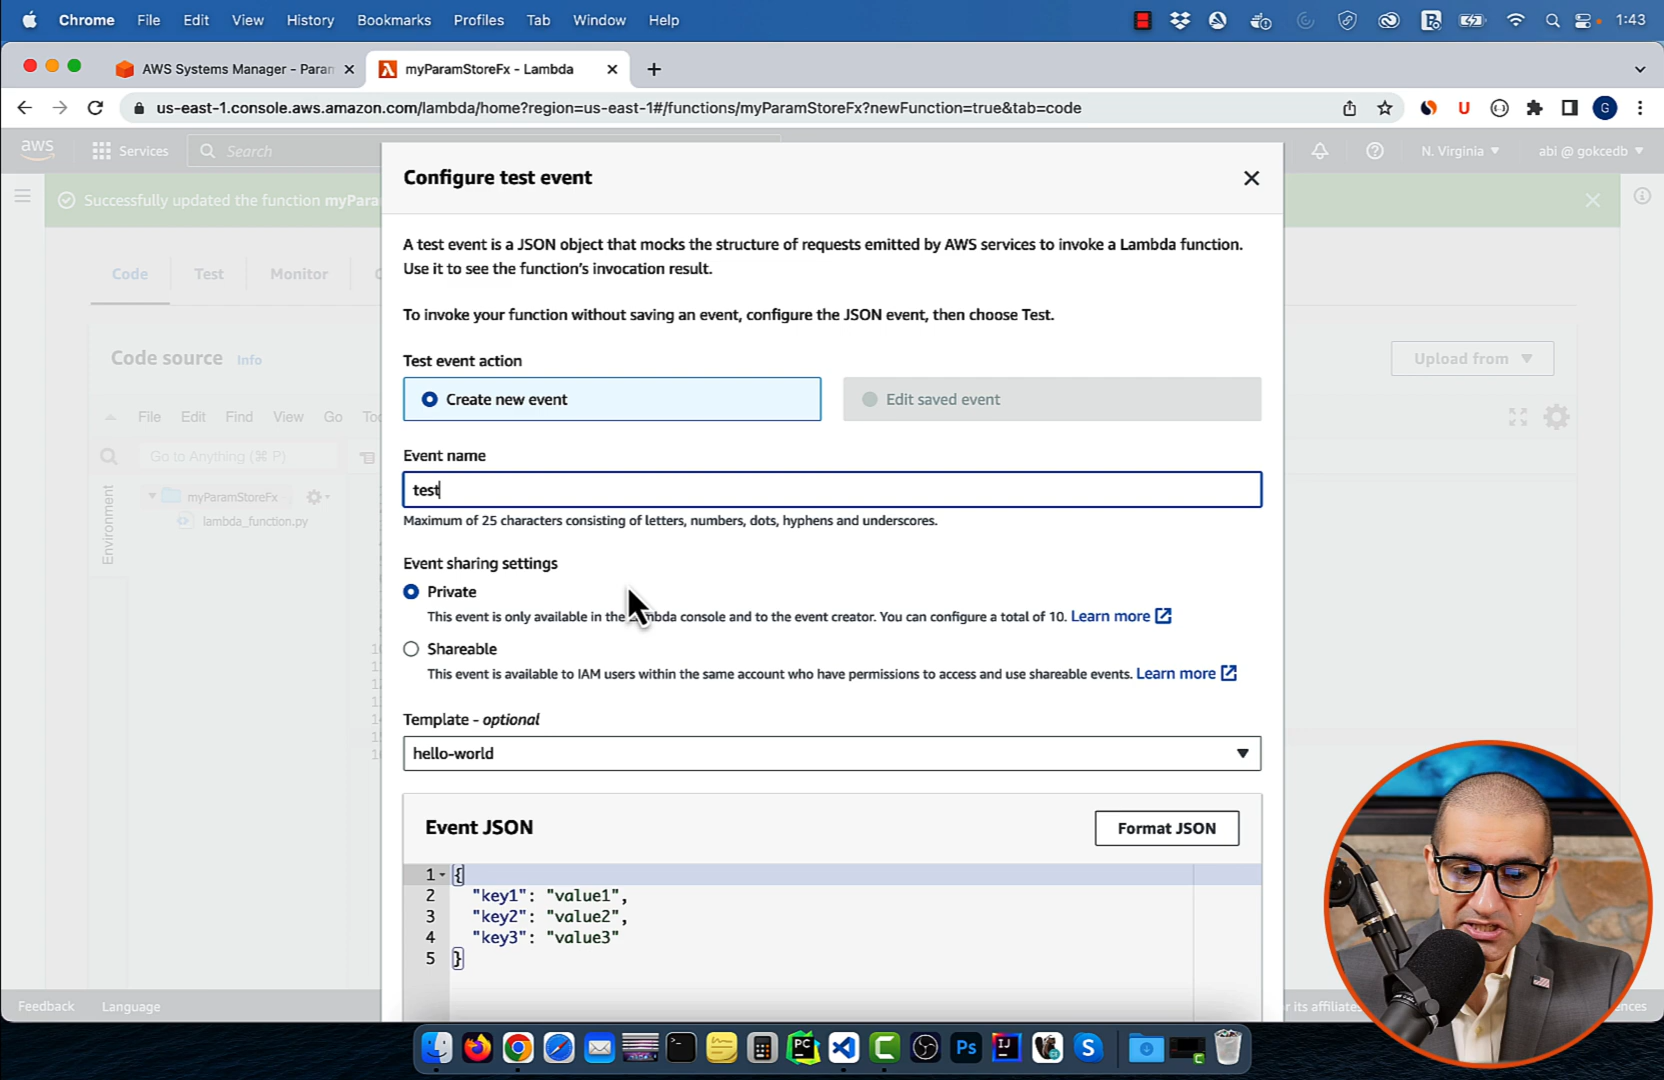 Chrome File Edit View History Bookmarks Profiles Tab Window Help 1:43
AWS Systems Manager - Param myParamStoreFx - Lambda
us-east-1.console.aws.amazon.com/lambda/home?region=us-east-1#/functions/myParamStoreFx?newFunction=true&tab=code
aws Services Search N. Virginia abi @ gokcedb
Configure test event
Successfully updated the function myPara
A test event is a JSON object that mocks the structure of requests emitted by AWS services to invoke a Lambda function.
Use it to see the function's invocation result.
To invoke your function without saving an event, configure the JSON event, then choose Test.
Code Test Monitor C
Test event action
Create new event Edit saved event
Code source Info Upload from
File Edit Find View Go Too
Event name
Go to Anything (⌘ P)
test
Maximum of 25 characters consisting of letters, numbers, dots, hyphens and underscores.
Environment
myParamStoreFx
lambda_function.py
Event sharing settings
Private
This event is only available in the Lambda console and to the event creator. You can configure a total of 10. Learn more
Shareable
This event is available to IAM users within the same account who have permissions to access and use shareable events. Learn more
Template - optional
hello-world
Event JSON Format JSON
1 {
2 "key1": "value1",
3 "key2": "value2",
4 "key3": "value3"
5 }
Feedback Language or its affiliates ences
PC Ps IJ